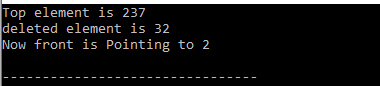 Top element is 237
deleted element is 32
Now front is Pointing to 2
--------------------------------